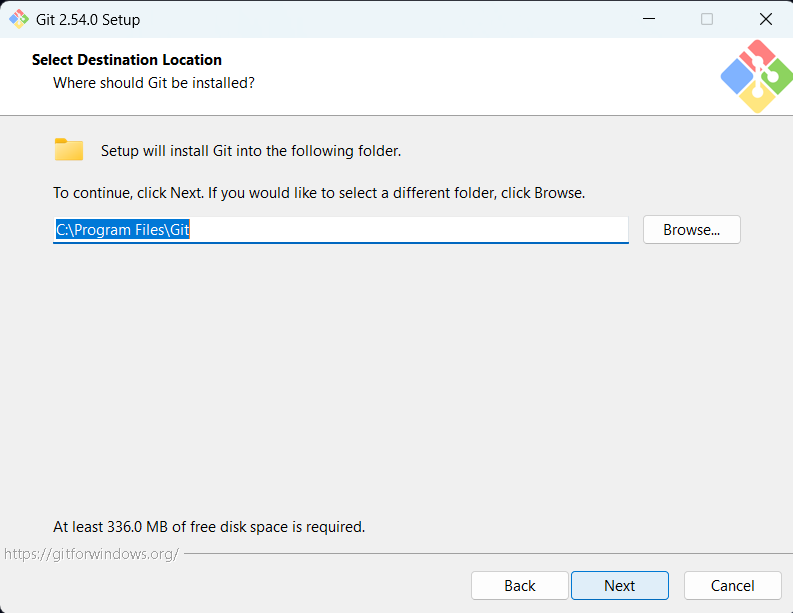 Git 2.54.0 Setup
Select Destination Location
Where should Git be installed?
Setup will install Git into the following folder.
To continue, click Next. If you would like to select a different folder, click Browse.
C:\Program Files\Git
Browse...
At least 336.0 MB of free disk space is required.
https://gitforwindows.org/
Back
Next
Cancel